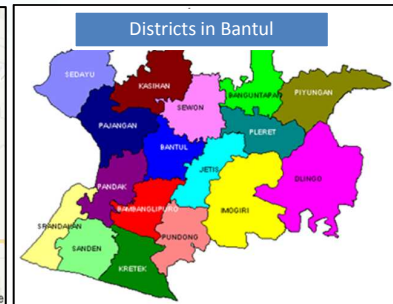 Districts in Bantul
SEDAYU
KASIHAN
BANGUNTAPAN
PIYUNGAN
SEWON
PAJANGAN
PLERET
BANTUL
JETIS
DLINGO
PANDAK
BAMBANGLIPURO
IMOGIRI
SRANDAKAN
PUNDONG
SANDEN
KRETEK